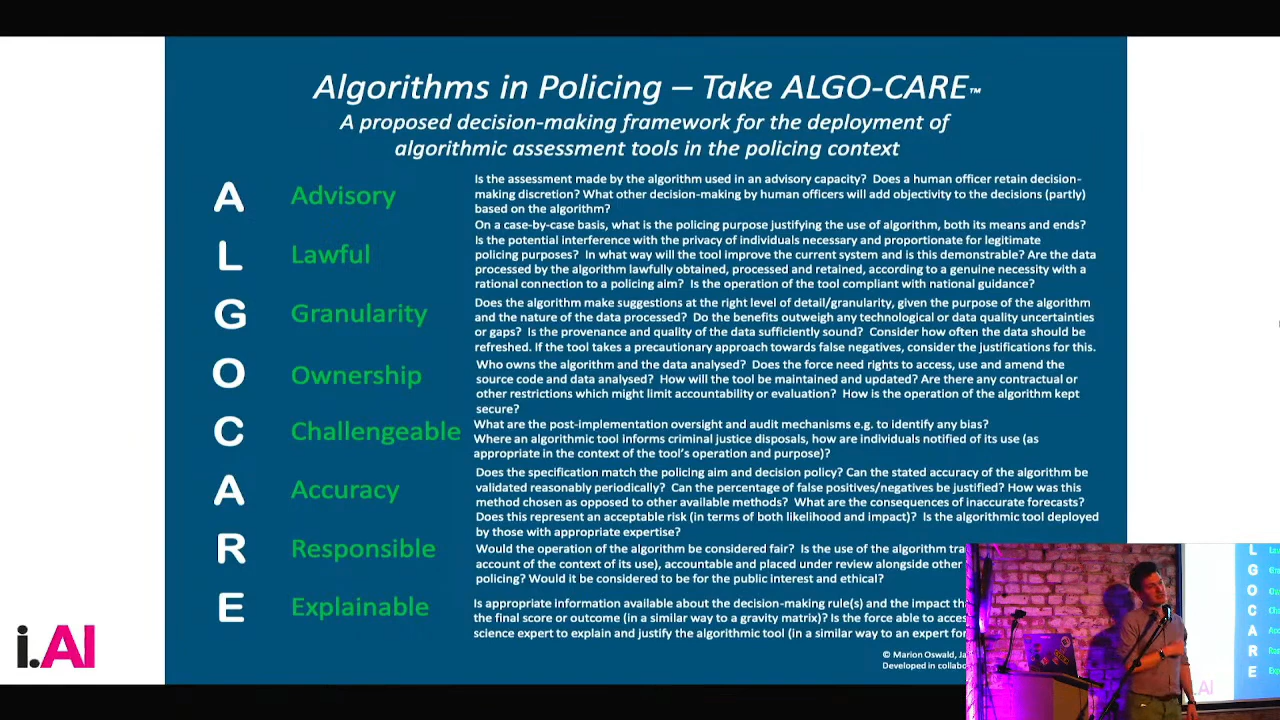 Algorithms in Policing – Take ALGO-CARE™
A proposed decision-making framework for the deployment of
algorithmic assessment tools in the policing context
A
Advisory
Is the assessment made by the algorithm used in an advisory capacity? Does a human officer retain decision-
making discretion? What other decision-making by human officers will add objectivity to the decisions (partly)
based on the algorithm?
L
Lawful
On a case-by-case basis, what is the policing purpose justifying the use of algorithm, both its means and ends?
Is the potential interference with the privacy of individuals necessary and proportionate for legitimate
policing purposes? In what way will the tool improve the current system and is this demonstrable? Are the data
processed by the algorithm lawfully obtained, processed and retained, according to a genuine necessity with a
rational connection to a policing aim? Is the operation of the tool compliant with national guidance?
G
Granularity
Does the algorithm make suggestions at the right level of detail/granularity, given the purpose of the algorithm
and the nature of the data processed? Do the benefits outweigh any technological or data quality uncertainties
or gaps? Is the provenance and quality of the data sufficiently sound? Consider how often the data should be
refreshed. If the tool takes a precautionary approach towards false negatives, consider the justifications for this.
O
Ownership
Who owns the algorithm and the data analysed? Does the force need rights to access, use and amend the
source code and data analysed? How will the tool be maintained and updated? Are there any contractual or
other restrictions which might limit accountability or evaluation? How is the operation of the algorithm kept
secure?
C
Challengeable
What are the post-implementation oversight and audit mechanisms e.g. to identify any bias?
Where an algorithmic tool informs criminal justice disposals, how are individuals notified of its use (as
appropriate in the context of the tool's operation and purpose)?
A
Accuracy
Does the specification match the policing aim and decision policy? Can the stated accuracy of the algorithm be
validated reasonably periodically? Can the percentage of false positives/negatives be justified? How was this
method chosen as opposed to other available methods? What are the consequences of inaccurate forecasts?
Does this represent an acceptable risk (in terms of both likelihood and impact)? Is the algorithmic tool deployed
by those with appropriate expertise?
R
Responsible
Would the operation of the algorithm be considered fair? Is the use of the algorithm tra
account of the context of its use), accountable and placed under review alongside other
policing? Would it be considered to be for the public interest and ethical?
E
Explainable
Is appropriate information available about the decision-making rule(s) and the impact tha
the final score or outcome (in a similar way to a gravity matrix)? Is the force able to acces
science expert to explain and justify the algorithmic tool (in a similar way to an expert for
© Marion Oswald, Ja
Developed in collabo
i.AI
L
G
O
C
A
R
E